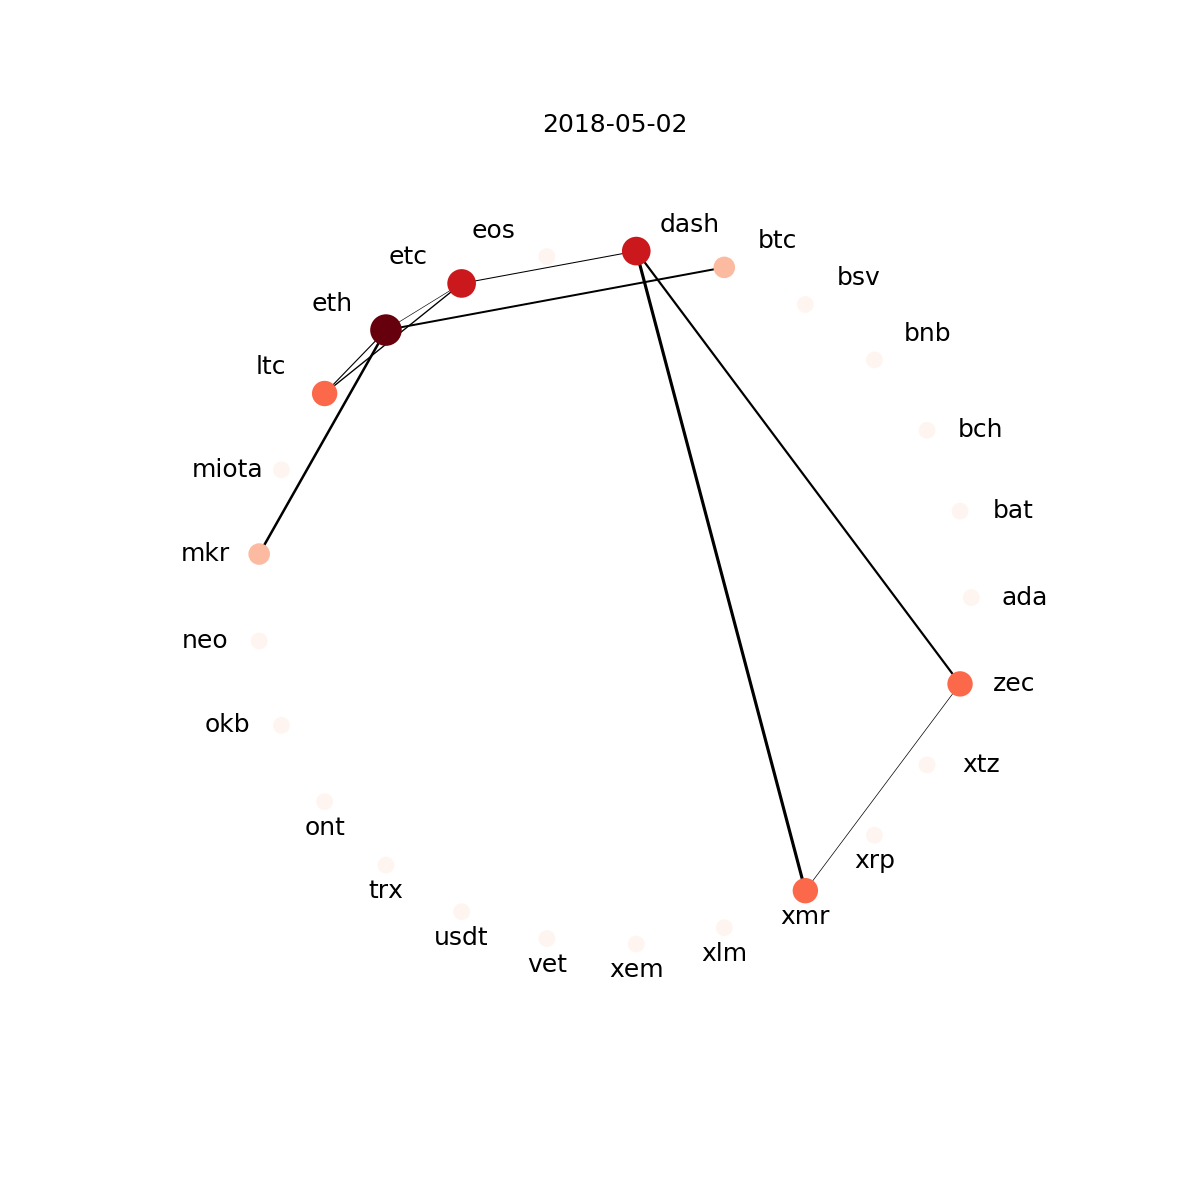 2018-05-02
dash
eos
btc
etc
bsv
eth
bnb
ltc
bch
miota
bat
mkr
ada
neo
zec
okb
xtz
ont
xrp
trx
xmr
usdt
xlm
vet
xem